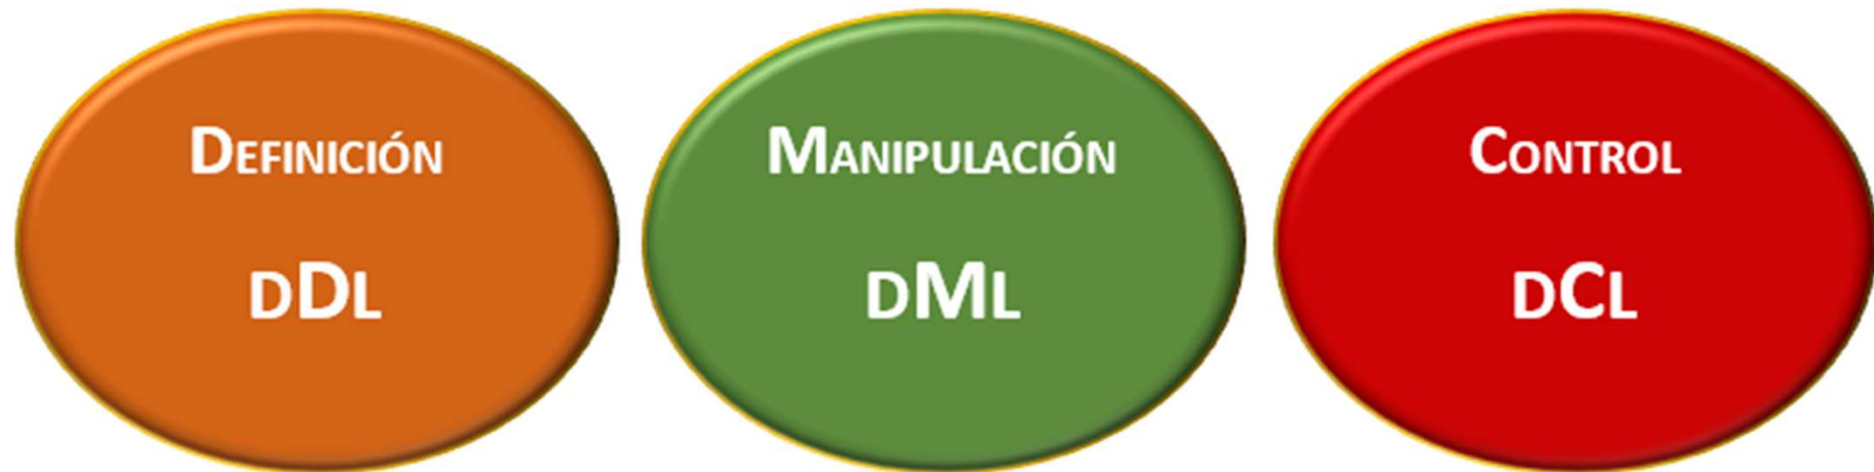 DEFINICIÓN
DDL
MANIPULACIÓN
DML
CONTROL
DCL